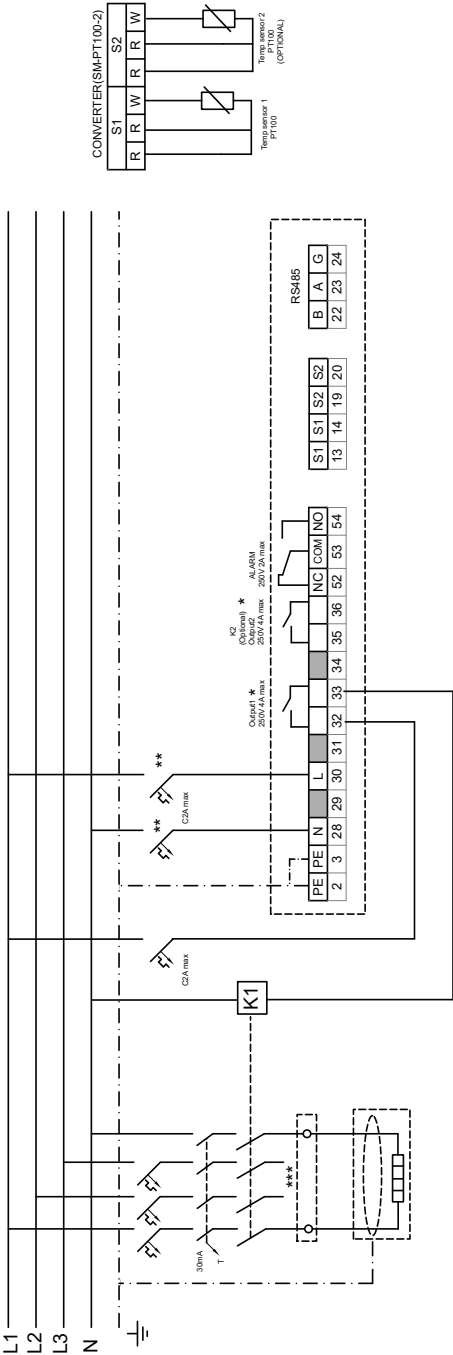 CONVERTER(SM-PT100-2)
S1 S2
R R W R R W
Temp sensor 1
PT100
Temp sensor 2
PT100
(OPTIONAL)
L1
L2
L3
N
30mA
T
***
K1
C2A max
**
C2A max
**
Output1 *
250V 4A max
K2
(Optional) *
Output2
250V 4A max
ALARM
250V 2A max
RS485
PE PE N L NC COM NO S1 S1 S2 S2 B A G
2 3 28 29 30 31 32 33 34 35 36 52 53 54 13 14 19 20 22 23 24